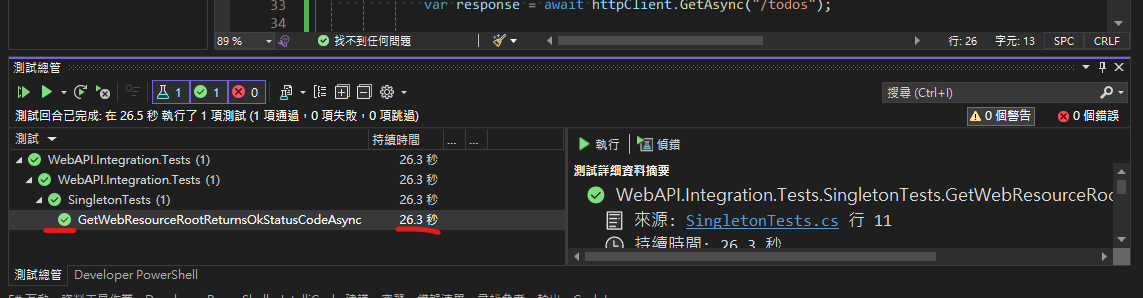 33 var response = await httpClient.GetAsync("/todos");
34
89 % 找不到任何問題 行: 26 字元: 13 SPC CRLF
測試總管
1 1 0 搜尋 (Ctrl+I)
測試回合已完成: 在 26.5 秒 執行了 1 項測試 (1 項通過，0 項失敗，0 項跳過) 0 個警告 0 個錯誤
測試 持續時間 ... ...
WebAPI.Integration.Tests (1) 26.3 秒
WebAPI.Integration.Tests (1) 26.3 秒
SingletonTests (1) 26.3 秒
GetWebResourceRootReturnsOkStatusCodeAsync 26.3 秒
執行 偵錯
測試詳細資料摘要
WebAPI.Integration.Tests.SingletonTests.GetWebResourceRoo
來源: SingletonTests.cs 行 11
持續時間: 26.3 秒
測試總管 Developer PowerShell